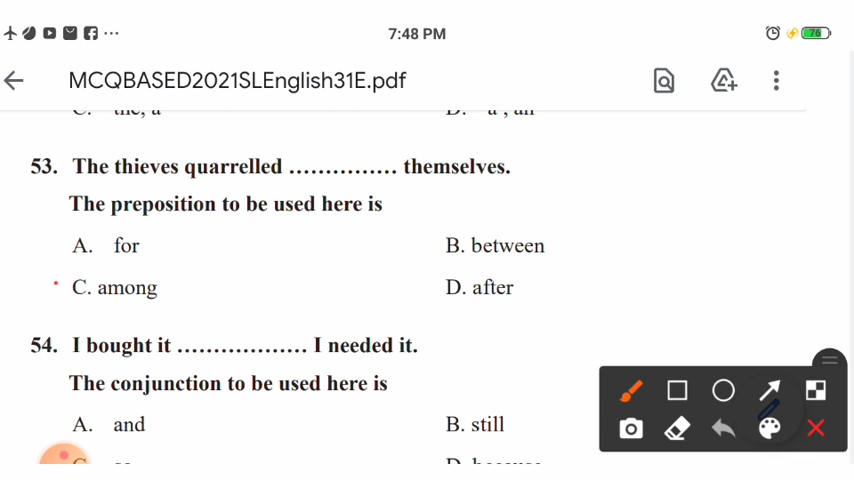 7:48 PM
76
MCQBASED2021SLEnglish31E.pdf
53. The thieves quarrelled ............... themselves.
The preposition to be used here is
A. for B. between
C. among D. after
54. I bought it .................. I needed it.
The conjunction to be used here is
A. and B. still